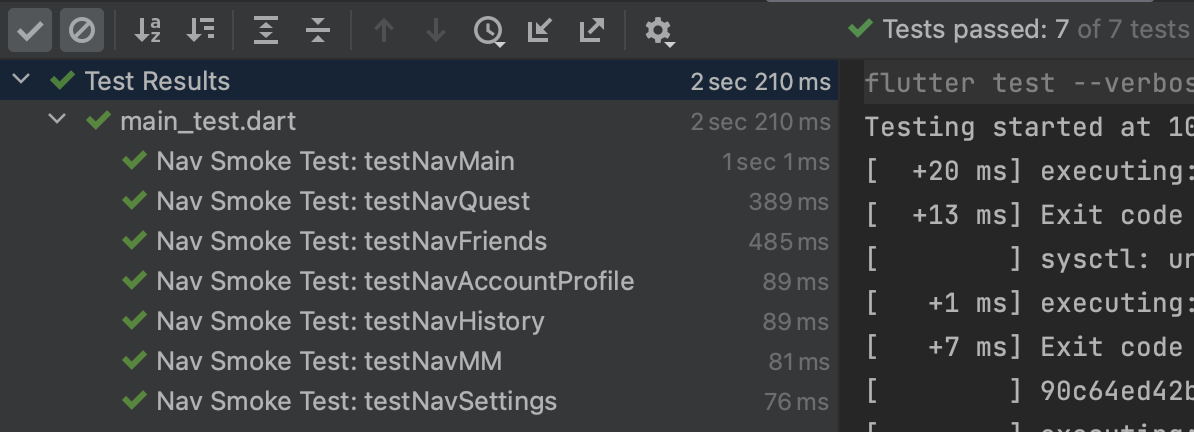 Tests passed: 7 of 7 tests
Test Results 2 sec 210 ms
main_test.dart 2 sec 210 ms
Nav Smoke Test: testNavMain 1 sec 1 ms
Nav Smoke Test: testNavQuest 389 ms
Nav Smoke Test: testNavFriends 485 ms
Nav Smoke Test: testNavAccountProfile 89 ms
Nav Smoke Test: testNavHistory 89 ms
Nav Smoke Test: testNavMM 81 ms
Nav Smoke Test: testNavSettings 76 ms
flutter test --verbos
Testing started at 10
[  +20 ms] executing:
[  +13 ms] Exit code
[        ] sysctl: un
[   +1 ms] executing:
[   +7 ms] Exit code
[        ] 90c64ed42b
[ executing: